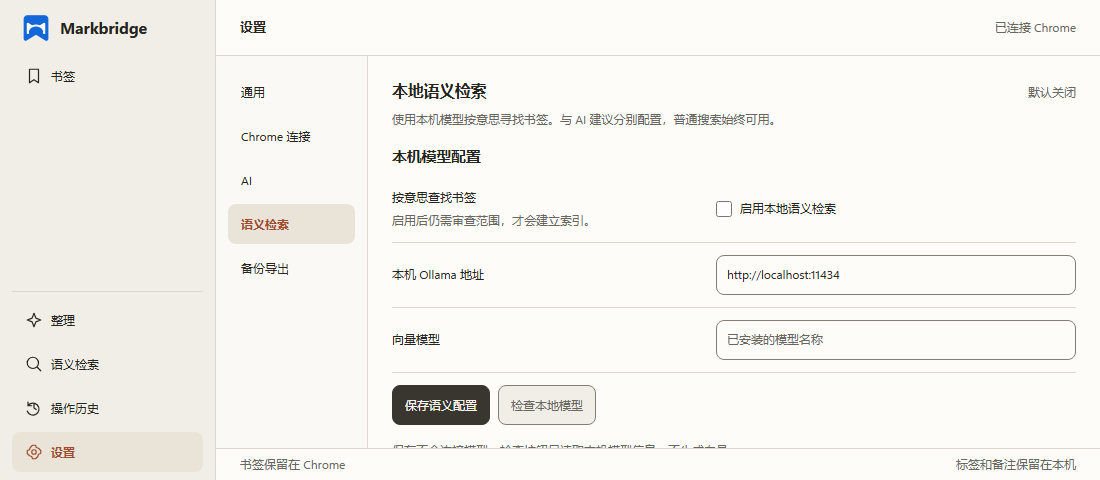 Markbridge
书签
整理
语义检索
操作历史
设置
设置
已连接 Chrome
通用
Chrome 连接
AI
语义检索
备份导出
本地语义检索
默认关闭
使用本机模型按意思寻找书签。与 AI 建议分别配置，普通搜索始终可用。
本机模型配置
按意思查找书签
启用后仍需审查范围，才会建立索引。
启用本地语义检索
本机 Ollama 地址
http://localhost:11434
向量模型
已安装的模型名称
保存语义配置
检查本地模型
书签保留在 Chrome
标签和备注保留在本机